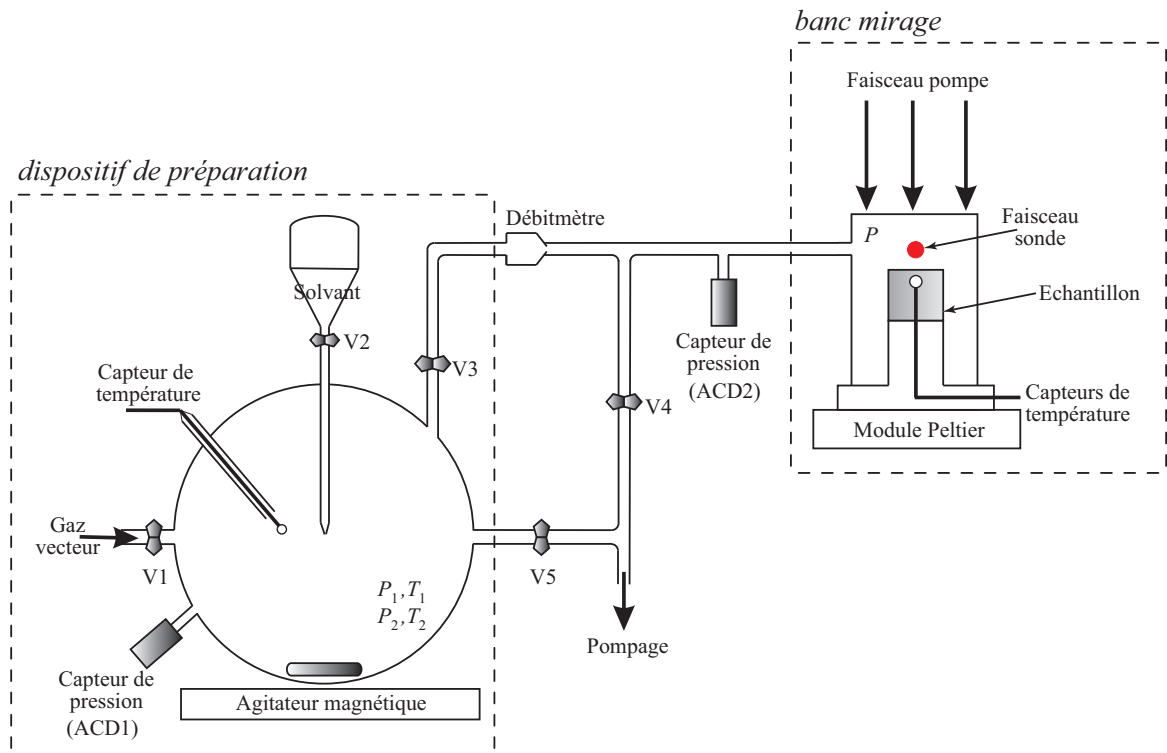 banc mirage
Faisceau pompe
dispositif de préparation
Débitmètre
P
Faisceau
sonde
Solvant
Echantillon
V2
V3
Capteur de
pression
(ACD2)
Capteur de
température
V4
Capteurs de
température
Module Peltier
Gaz
vecteur
V1
V5
P1,T1
P2,T2
Pompage
Capteur de
pression
(ACD1)
Agitateur magnétique